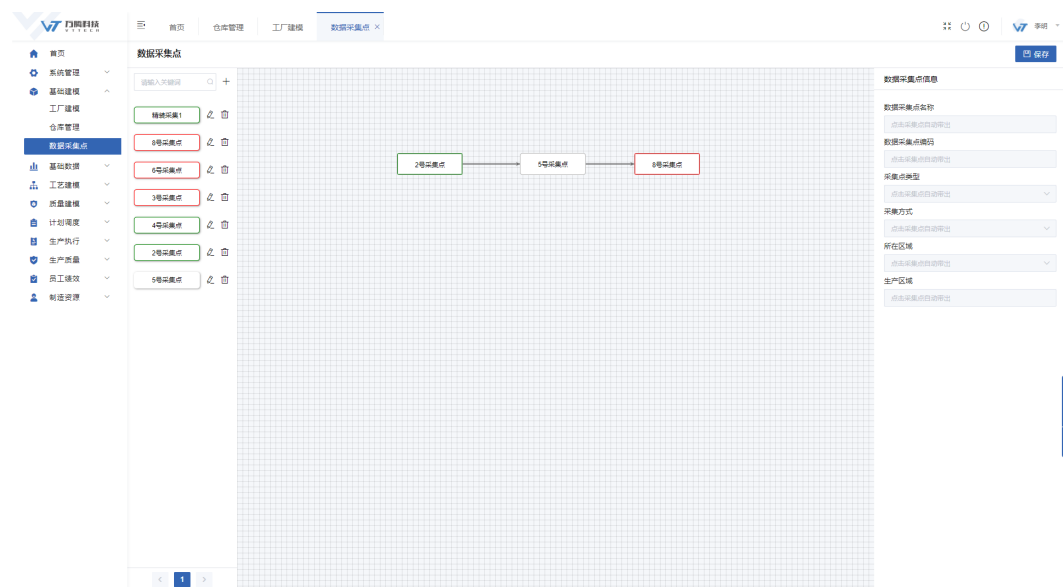 万腾科技
VTTECH
首页
仓库管理
工厂建模
数据采集点 ×
李明
首页
系统管理
基础建模
工厂建模
仓库管理
数据采集点
基础数据
工艺建模
质量建模
计划调度
生产执行
生产质量
员工绩效
制造资源
数据采集点
保存
请输入关键词
精装采集1
8号采集点
6号采集点
3号采集点
4号采集点
2号采集点
5号采集点
1
2号采集点
5号采集点
8号采集点
数据采集点信息
数据采集点名称
点击采集点自动带出
数据采集点编码
点击采集点自动带出
采集点类型
点击采集点自动带出
采集方式
点击采集点自动带出
所在区域
点击采集点自动带出
生产区域
点击采集点自动带出